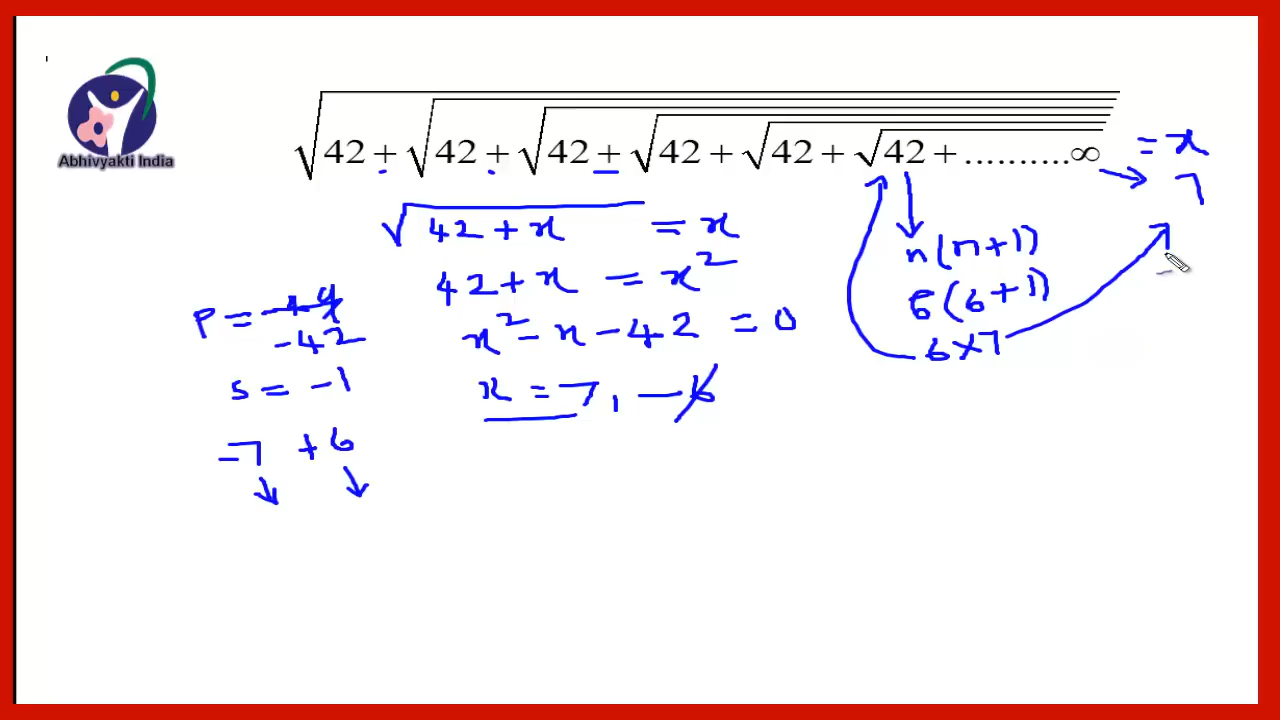 Abhivyakti India
√42 + √42 + √42 + √42 + √42 + √42 + ..........∞ = x
7
√42 + x = x
n(n+1)
42 + x = x²
6(6+1)
P = -42
x² - x - 42 = 0
6 × 7
S = -1
x = 7, -6
-7 +6